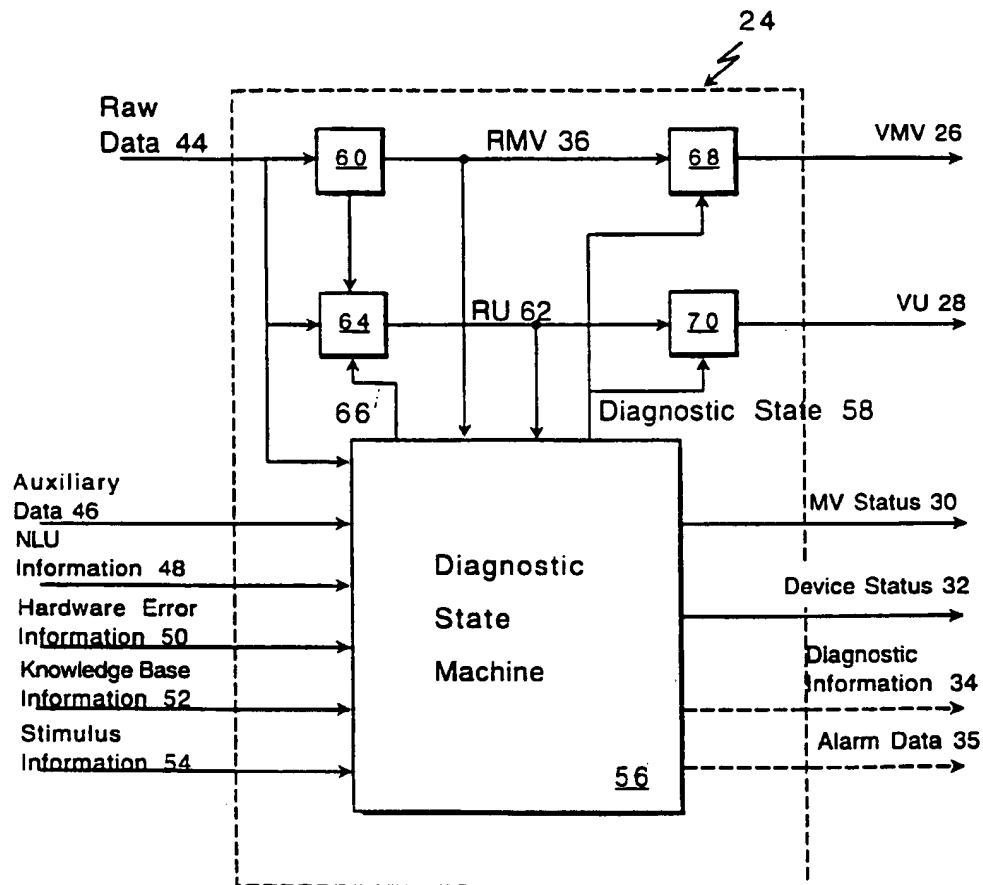 24
Raw
Data 44
60
RMV 36
68
VMV 26
64
RU 62
70
VU 28
66
Diagnostic State 58
Auxiliary
Data 46
NLU
Information 48
Hardware Error
Information 50
Knowledge Base
Information 52
Stimulus
Information 54
Diagnostic
State
Machine
56
MV Status 30
Device Status 32
Diagnostic
Information 34
Alarm Data 35